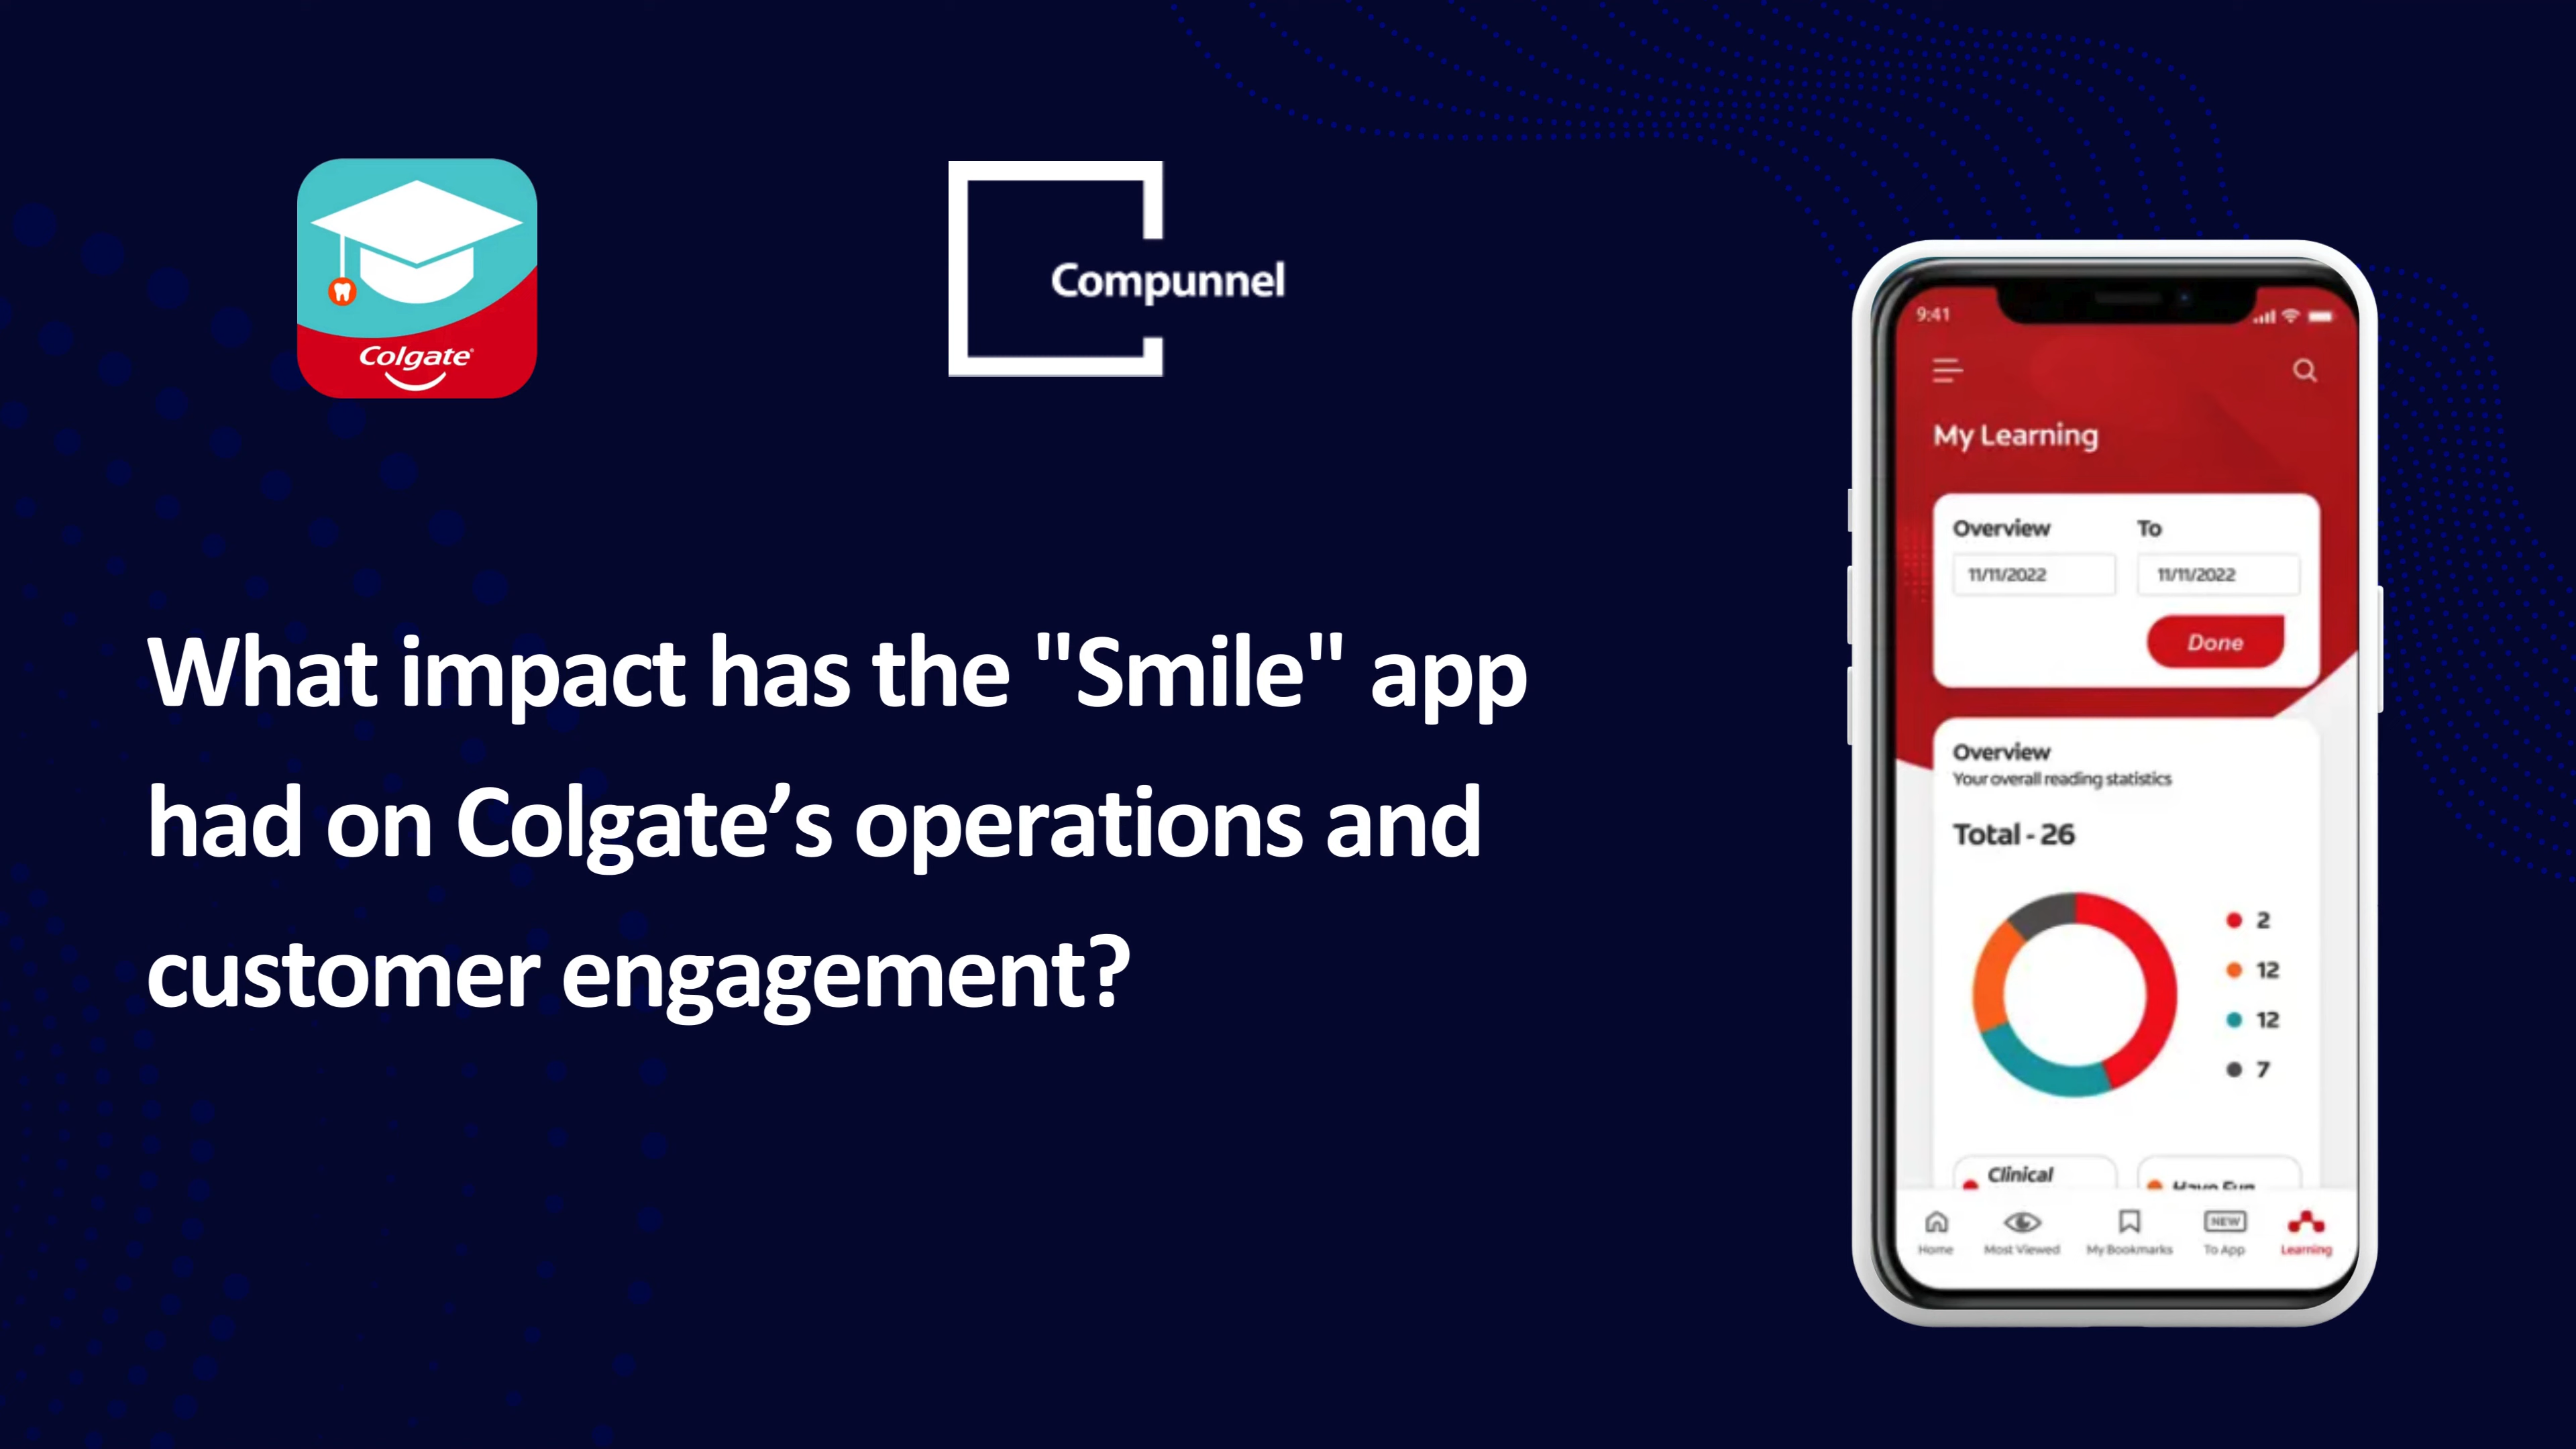 Colgate
Compunnel
What impact has the "Smile" app
had on Colgate’s operations and
customer engagement?
9:41
My Learning
Overview To
11/11/2022 11/11/2022
Done
Overview
Your overall reading statistics
Total - 26
2
12
12
7
Clinical
Have Fun
NEW
Home Most Viewed My Bookmarks To App Learning